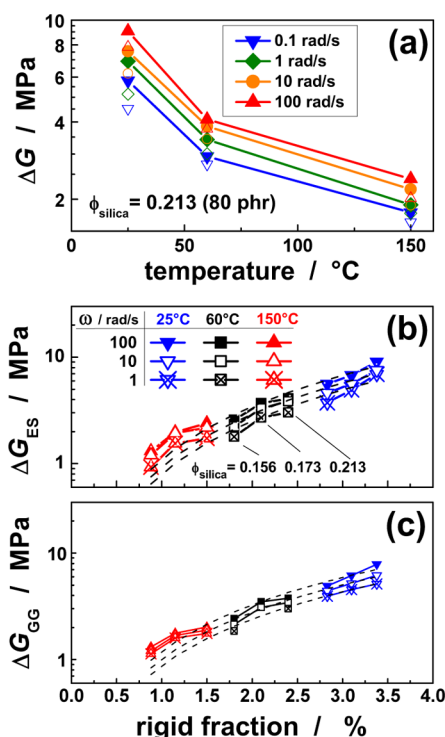 10
8
6
4
2
ΔG / MPa
(a)
0.1 rad/s
1 rad/s
10 rad/s
100 rad/s
ϕsilica = 0.213 (80 phr)
0 50 100 150
temperature / °C
ω / rad/s 25°C 60°C 150°C
100
10
1
(b)
10
1
ΔGES / MPa
ϕsilica = 0.156 0.173 0.213
(c)
10
1
ΔGGG / MPa
0.0 0.5 1.0 1.5 2.0 2.5 3.0 3.5 4.0
rigid fraction / %